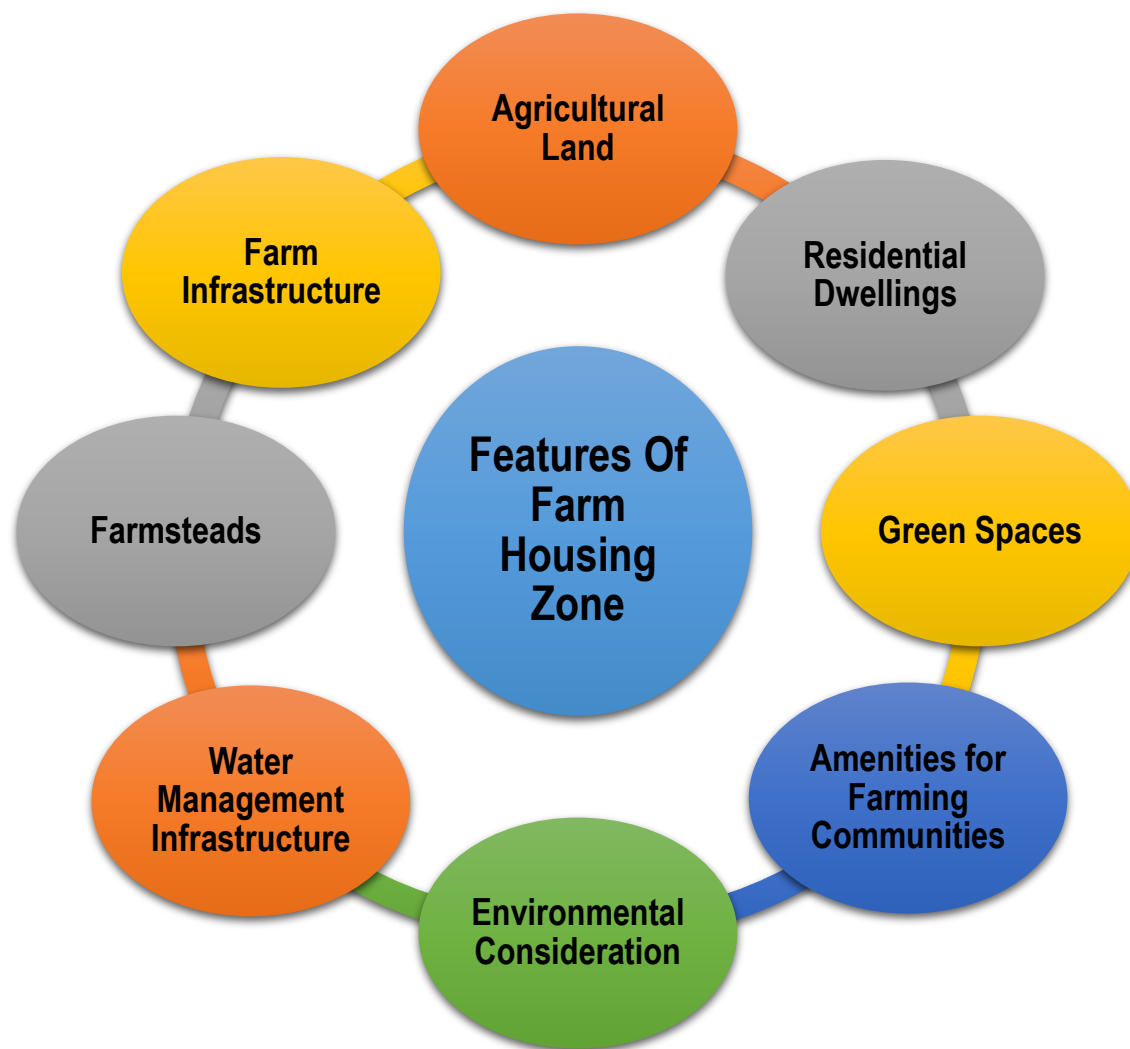 Agricultural
Land
Residential
Dwellings
Green Spaces
Amenities for
Farming
Communities
Environmental
Consideration
Water
Management
Infrastructure
Farmsteads
Farm
Infrastructure
Features Of
Farm
Housing
Zone